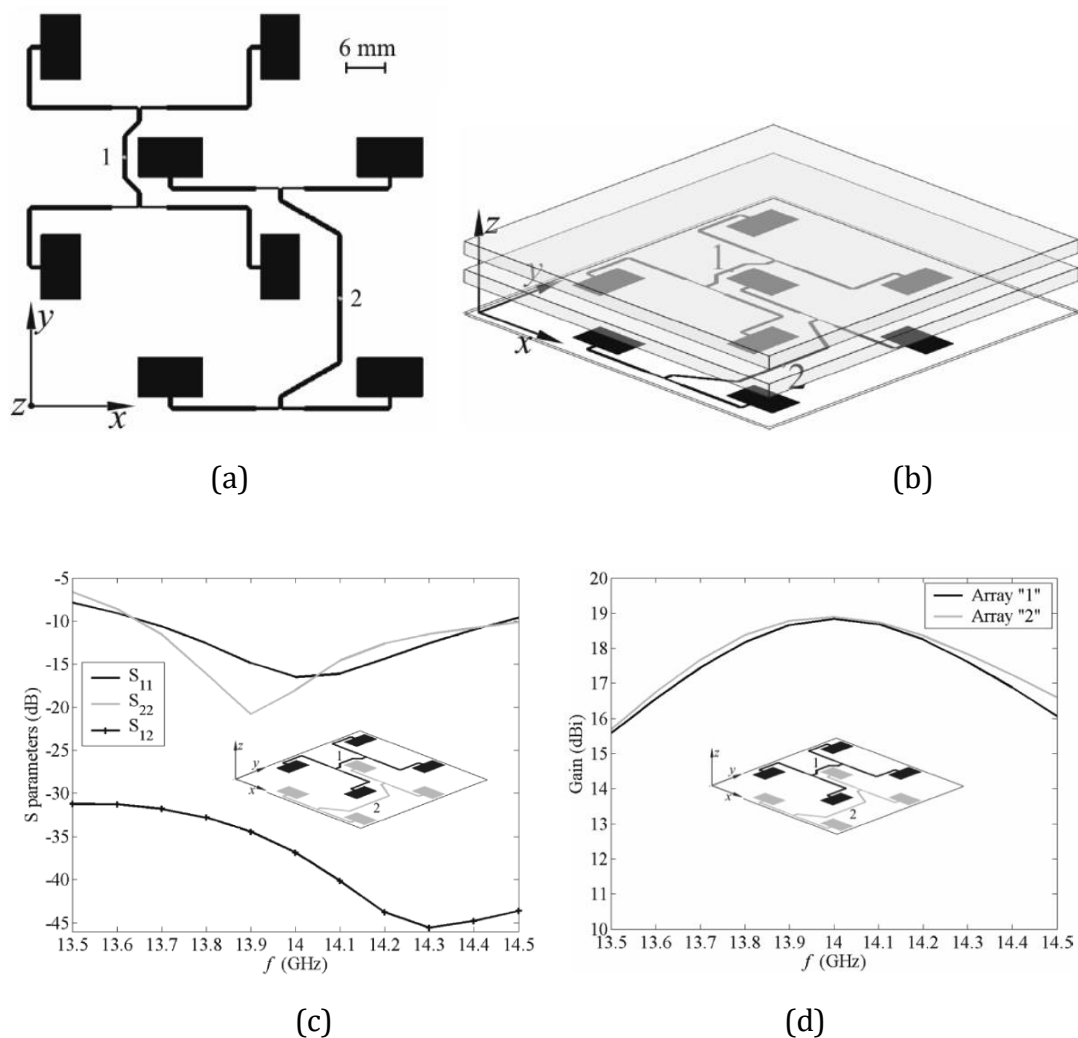 6 mm
1
2
y
z
x
(a)
z
y
x
1
2
(b)
S parameters (dB)
-5
-10
-15
-20
-25
-31
-35
-40
-45
S11
S22
S12
z
y
x
1
2
13.5 13.6 13.7 13.8 13.9 14 14.1 14.2 14.3 14.4 14.5
f (GHz)
(c)
Gain (dBi)
20
19
18
17
16
15
14
13
12
11
10
Array "1"
Array "2"
z
y
x
1
2
13.5 13.6 13.7 13.8 13.9 14 14.1 14.2 14.3 14.4 14.5
f (GHz)
(d)